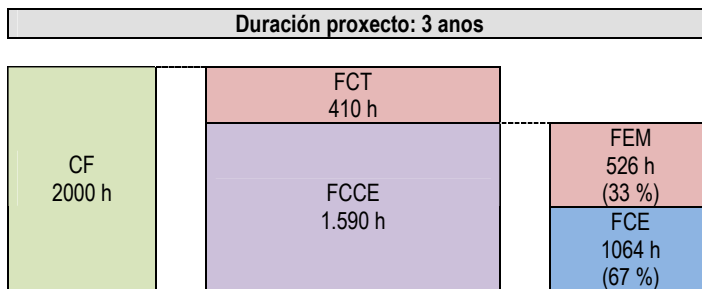 Duración proxecto: 3 anos
CF
2000 h
FCT
410 h
FCCE
1.590 h
FEM
526 h
(33 %)
FCE
1064 h
(67 %)